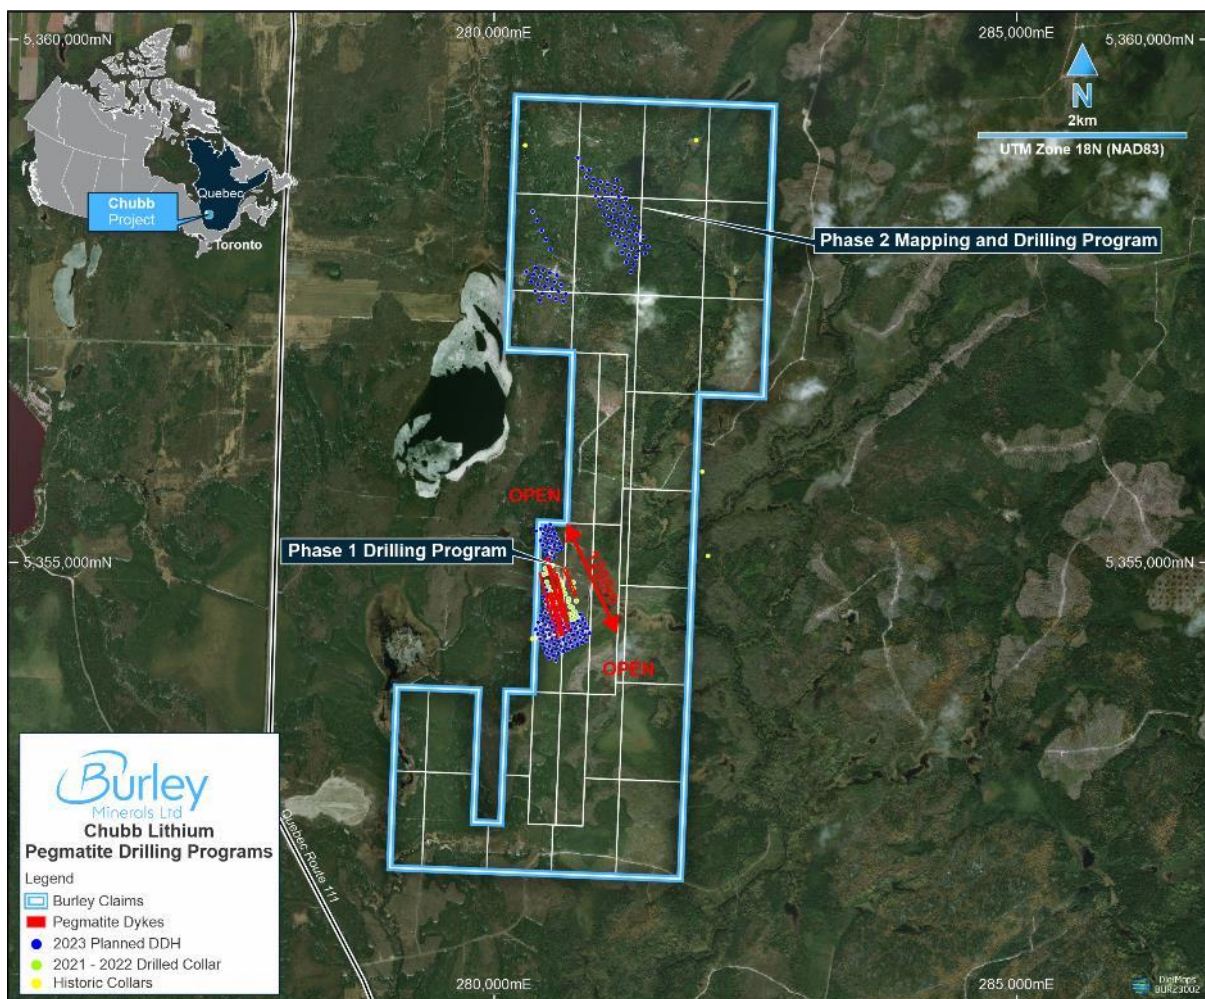 280,000mE
285,000mE
5,360,000mN
5,360,000mN
N
2km
UTM Zone 18N (NAD83)
Quebec
Chubb
Project
Toronto
Phase 2 Mapping and Drilling Program
OPEN
Phase 1 Drilling Program
5,355,000mN
5,355,000mN
OPEN
Burley
Minerals Ltd
Chubb Lithium
Pegmatite Drilling Programs
Legend
Burley Claims
Pegmatite Dykes
2023 Planned DDH
2021 - 2022 Drilled Collar
Historic Collars
Quebec Route 111
280,000mE
285,000mE
DigiMaps
BUR23002